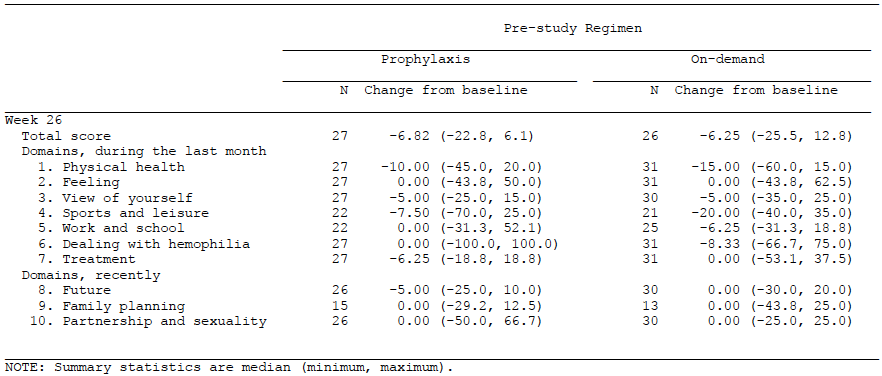 Pre-study Regimen
Prophylaxis On-demand
N Change from baseline N Change from baseline
Week 26
Total score 27 -6.82 (-22.8, 6.1) 26 -6.25 (-25.5, 12.8)
Domains, during the last month
1. Physical health 27 -10.00 (-45.0, 20.0) 31 -15.00 (-60.0, 15.0)
2. Feeling 27 0.00 (-43.8, 50.0) 31 0.00 (-43.8, 62.5)
3. View of yourself 27 -5.00 (-25.0, 15.0) 30 -5.00 (-35.0, 25.0)
4. Sports and leisure 22 -7.50 (-70.0, 25.0) 21 -20.00 (-40.0, 35.0)
5. Work and school 22 0.00 (-31.3, 52.1) 25 -6.25 (-31.3, 18.8)
6. Dealing with hemophilia 27 0.00 (-100.0, 100.0) 31 -8.33 (-66.7, 75.0)
7. Treatment 27 -6.25 (-18.8, 18.8) 31 0.00 (-53.1, 37.5)
Domains, recently
8. Future 26 -5.00 (-25.0, 10.0) 30 0.00 (-30.0, 20.0)
9. Family planning 15 0.00 (-29.2, 12.5) 13 0.00 (-43.8, 25.0)
10. Partnership and sexuality 26 0.00 (-50.0, 66.7) 30 0.00 (-25.0, 25.0)
NOTE: Summary statistics are median (minimum, maximum).